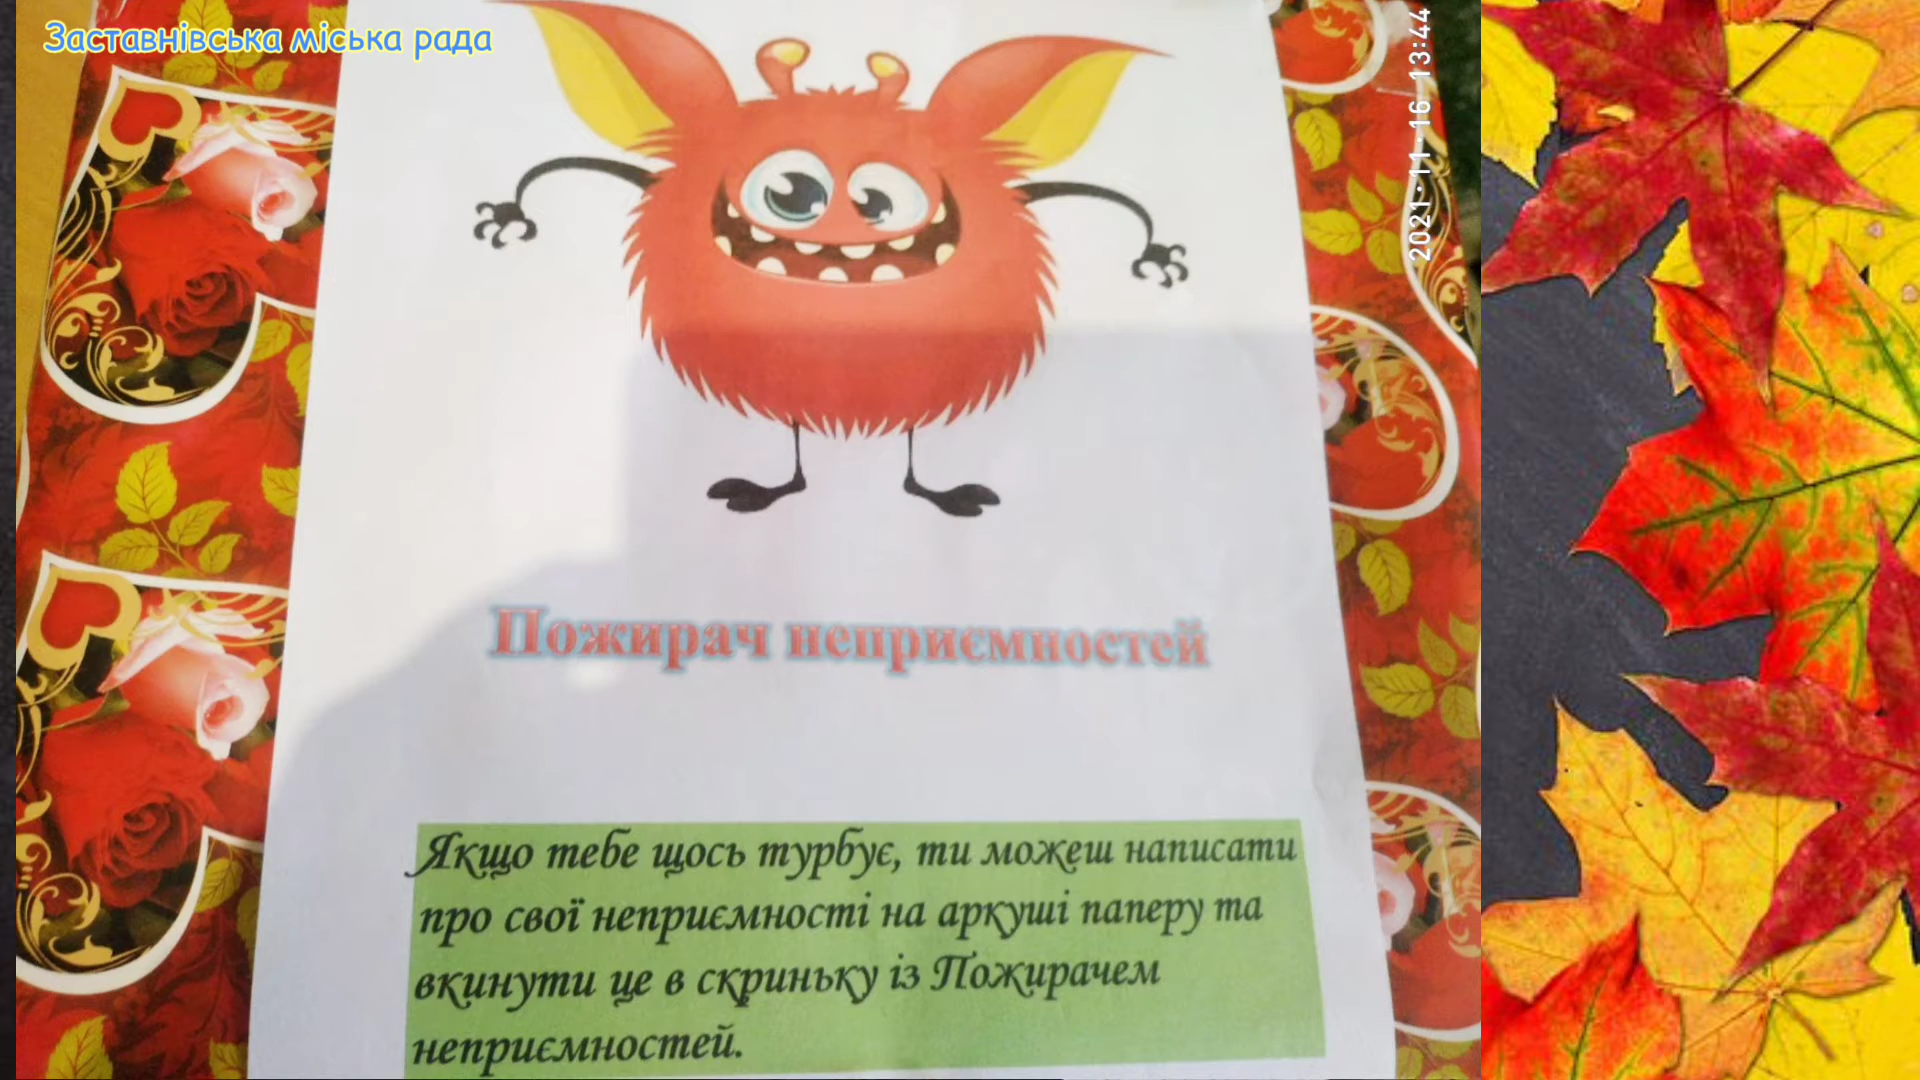 Заставнівська міська рада
2021·11·16 13:44
Пожирач неприємностей
Якщо тебе щось турбує, ти можеш написати
про свої неприємності на аркуші паперу та
вкинути це в скриньку із Пожирачем
неприємностей.